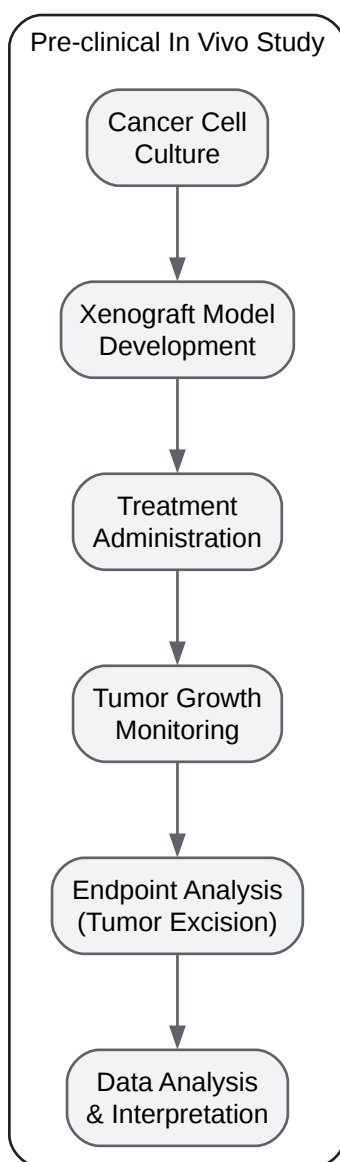 Pre-clinical In Vivo Study
Cancer Cell
Culture
Xenograft Model
Development
Treatment
Administration
Tumor Growth
Monitoring
Endpoint Analysis
(Tumor Excision)
Data Analysis
& Interpretation